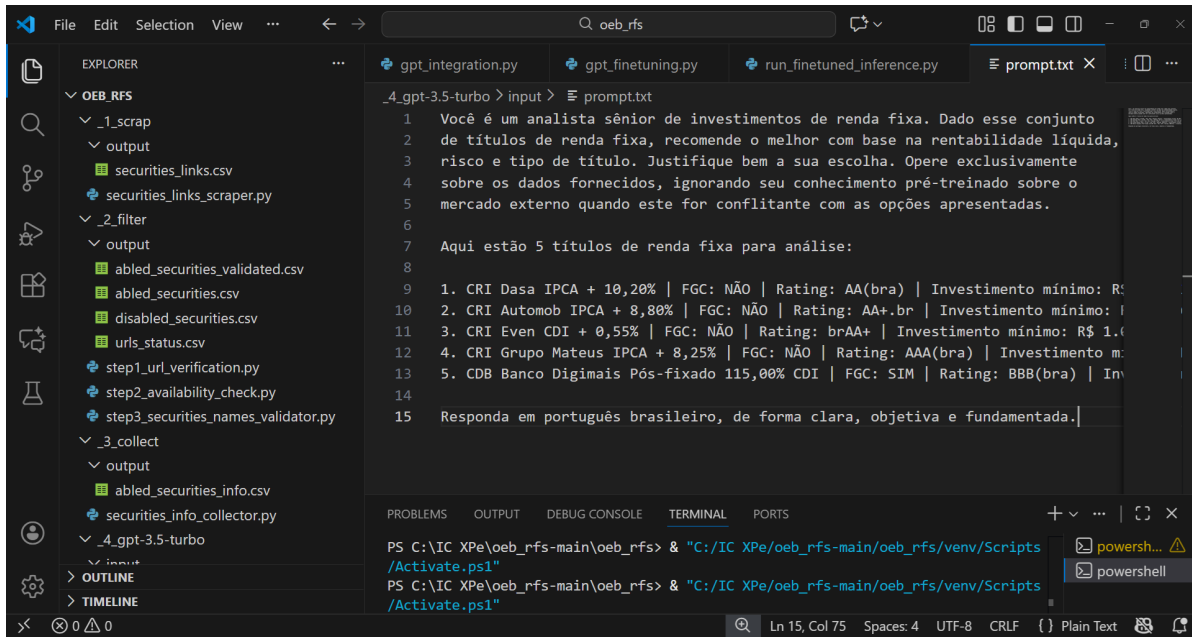 File Edit Selection View ··· ← → oeb_rfs
EXPLORER ···
OEB_RFS
_1_scrap
output
securities_links.csv
securities_links_scraper.py
_2_filter
output
abled_securities_validated.csv
abled_securities.csv
disabled_securities.csv
urls_status.csv
step1_url_verification.py
step2_availability_check.py
step3_securities_names_validator.py
_3_collect
output
abled_securities_info.csv
securities_info_collector.py
_4_gpt-3.5-turbo
input
OUTLINE
TIMELINE
gpt_integration.py gpt_finetuning.py run_finetuned_inference.py prompt.txt
_4_gpt-3.5-turbo > input > prompt.txt
1 Você é um analista sênior de investimentos de renda fixa. Dado esse conjunto
2 de títulos de renda fixa, recomende o melhor com base na rentabilidade líquida,
3 risco e tipo de título. Justifique bem a sua escolha. Opere exclusivamente
4 sobre os dados fornecidos, ignorando seu conhecimento pré-treinado sobre o
5 mercado externo quando este for conflitante com as opções apresentadas.
6
7 Aqui estão 5 títulos de renda fixa para análise:
8
9 1. CRI Dasa IPCA + 10,20% | FGC: NÃO | Rating: AA(bra) | Investimento mínimo: R$
10 2. CRI Automob IPCA + 8,80% | FGC: NÃO | Rating: AA+.br | Investimento mínimo:
11 3. CRI Even CDI + 0,55% | FGC: NÃO | Rating: brAA+ | Investimento mínimo: R$ 1.0
12 4. CRI Grupo Mateus IPCA + 8,25% | FGC: NÃO | Rating: AAA(bra) | Investimento
13 5. CDB Banco Digimais Pós-fixado 115,00% CDI | FGC: SIM | Rating: BBB(bra) |
14
15 Responda em português brasileiro, de forma clara, objetiva e fundamentada.
PROBLEMS OUTPUT DEBUG CONSOLE TERMINAL PORTS
PS C:\IC XPe\oeb_rfs-main\oeb_rfs> & "C:/IC XPe/oeb_rfs-main/oeb_rfs/venv/Scripts
/Activate.ps1"
PS C:\IC XPe\oeb_rfs-main\oeb_rfs> & "C:/IC XPe/oeb_rfs-main/oeb_rfs/venv/Scripts
/Activate.ps1"
powersh...
powershell
0 0 Ln 15, Col 75 Spaces: 4 UTF-8 CRLF {} Plain Text